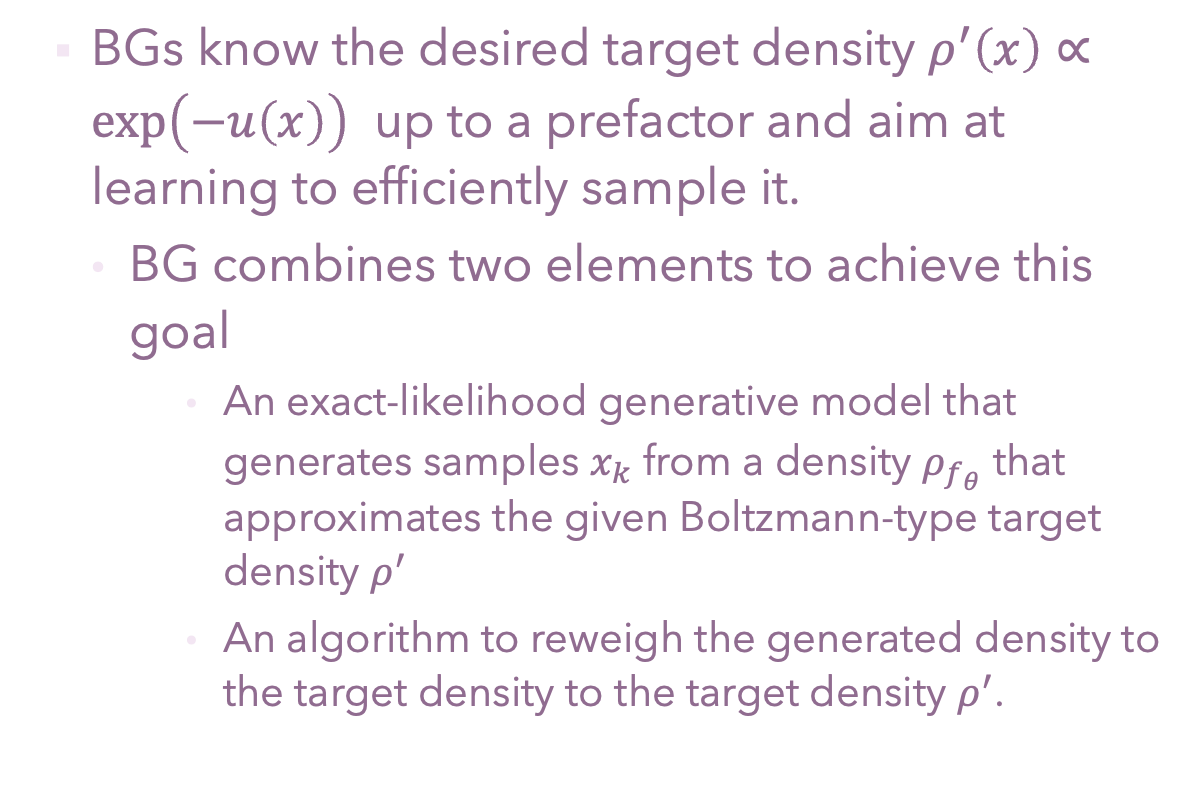 ▪ BGs know the desired target density ρ′(x) ∝
exp(−u(x)) up to a prefactor and aim at
learning to efficiently sample it.
• BG combines two elements to achieve this
goal
• An exact-likelihood generative model that
generates samples xₖ from a density ρ_{f_θ} that
approximates the given Boltzmann-type target
density ρ′
• An algorithm to reweigh the generated density to
the target density to the target density ρ′.